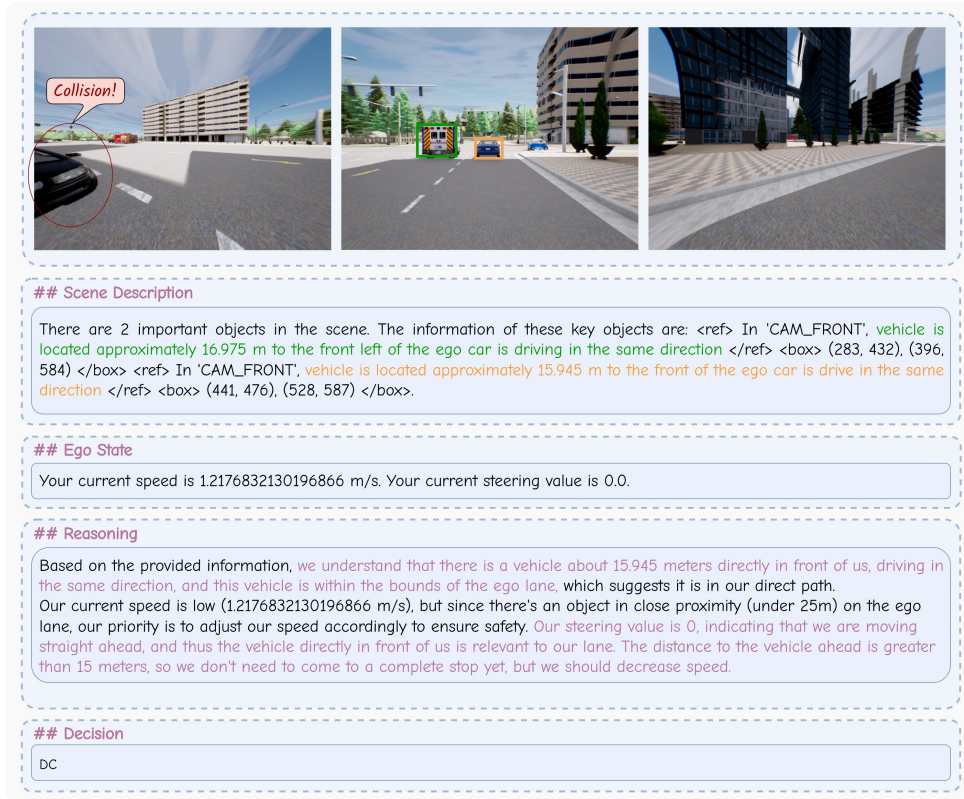 Collision!
## Scene Description
There are 2 important objects in the scene. The information of these key objects are: <ref> In 'CAM_FRONT', vehicle is
located approximately 16.975 m to the front left of the ego car is driving in the same direction </ref> <box> (283, 432), (396,
584) </box> <ref> In 'CAM_FRONT', vehicle is located approximately 15.945 m to the front of the ego car is drive in the same
direction </ref> <box> (441, 476), (528, 587) </box>.
## Ego State
Your current speed is 1.2176832130196866 m/s. Your current steering value is 0.0.
## Reasoning
Based on the provided information, we understand that there is a vehicle about 15.945 meters directly in front of us, driving in
the same direction, and this vehicle is within the bounds of the ego lane, which suggests it is in our direct path.
Our current speed is low (1.2176832130196866 m/s), but since there's an object in close proximity (under 25m) on the ego
lane, our priority is to adjust our speed accordingly to ensure safety. Our steering value is 0, indicating that we are moving
straight ahead, and thus the vehicle directly in front of us is relevant to our lane. The distance to the vehicle ahead is greater
than 15 meters, so we don't need to come to a complete stop yet, but we should decrease speed.
## Decision
DC